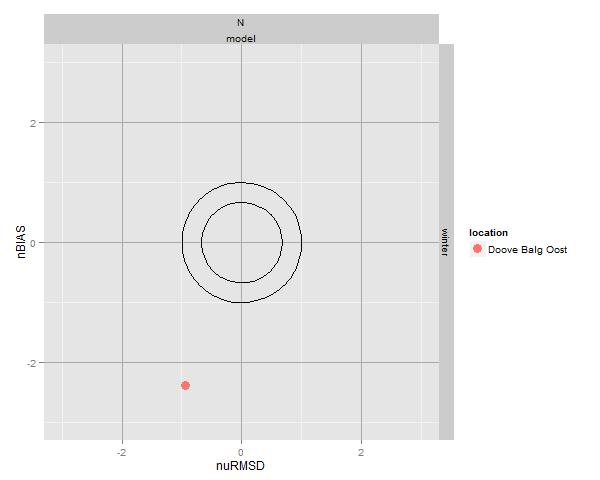 N
model
2
0
-2
nBIAS
winter
-2
0
2
nuRMSD
location
Doove Balg Oost